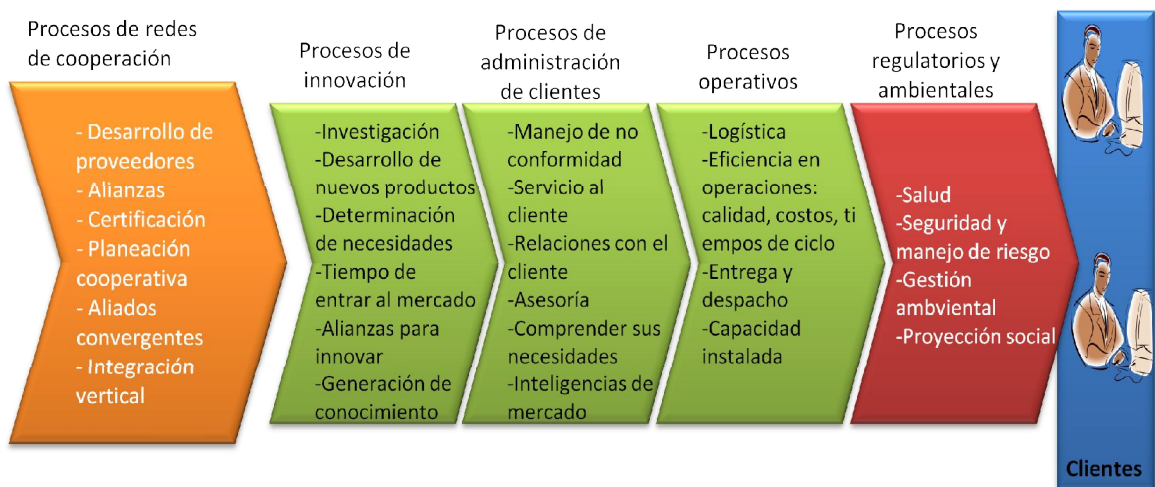 Procesos de redes
de cooperación
- Desarrollo de
proveedores
- Alianzas
- Certificación
- Planeación
cooperativa
- Aliados
convergentes
- Integración
vertical
Procesos de
innovación
-Investigación
-Desarrollo de
nuevos productos
-Determinación
de necesidades
-Tiempo de
entrar al mercado
-Alianzas para
innovar
-Generación de
conocimiento
Procesos de
administración
de clientes
-Manejo de no
conformidad
-Servicio al
cliente
-Relaciones con el
cliente
-Asesoría
-Comprender sus
necesidades
-Inteligencias de
mercado
Procesos
operativos
-Logística
-Eficiencia en
operaciones:
calidad, costos, ti
empos de ciclo
-Entrega y
despacho
-Capacidad
instalada
Procesos
regulatorios y
ambientales
-Salud
-Seguridad y
manejo de riesgo
-Gestión
ambviental
-Proyección social
Clientes